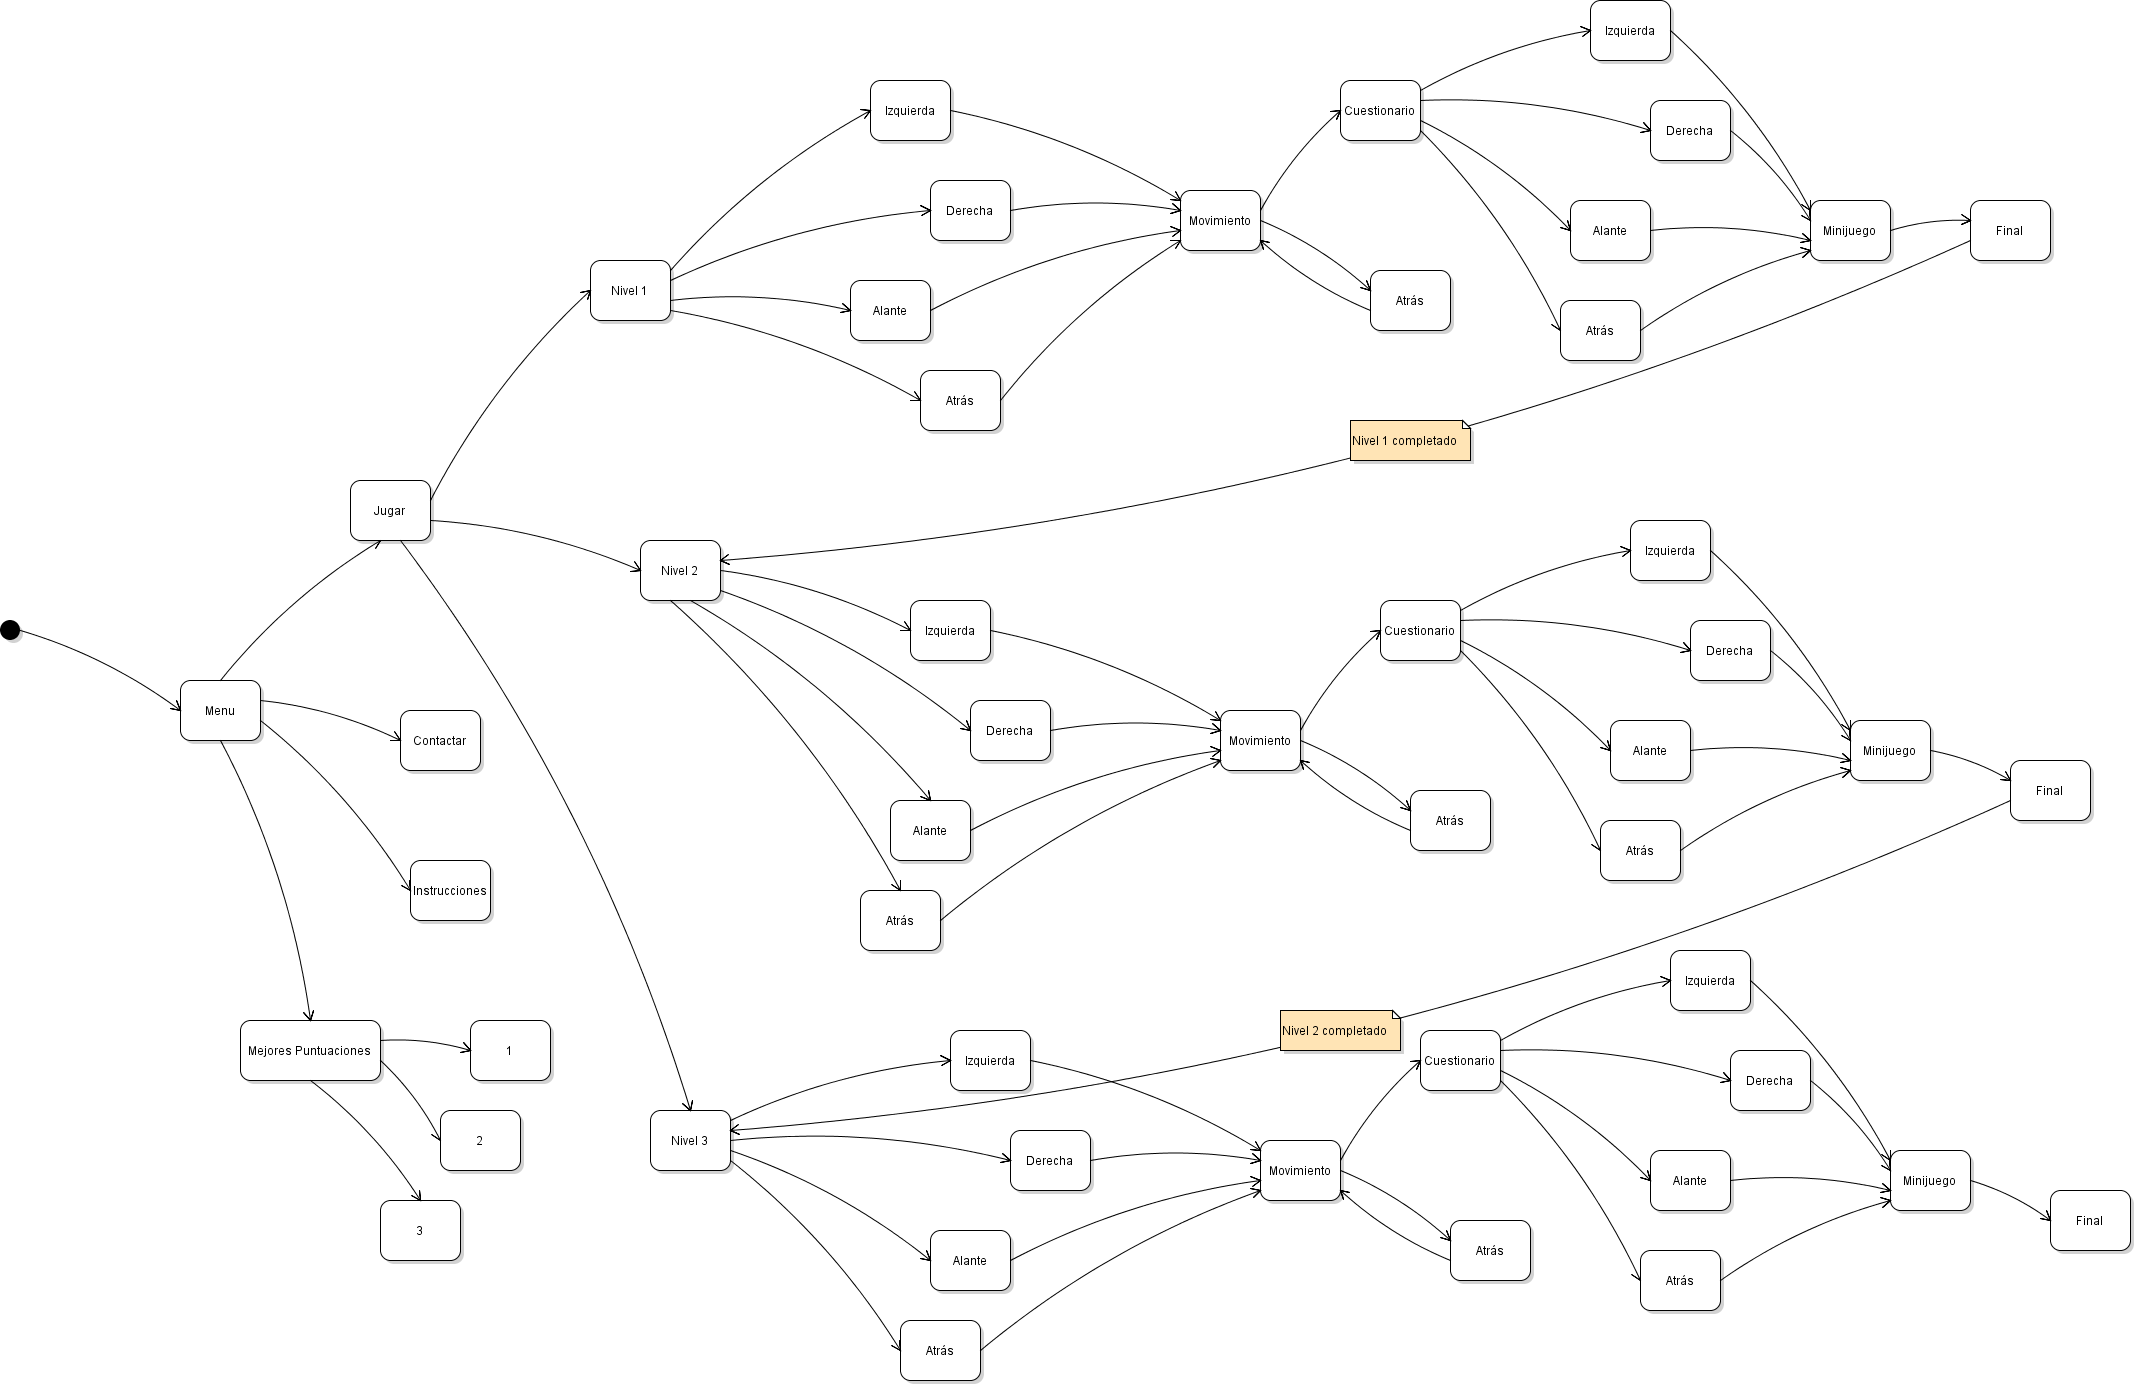 Izquierda
Izquierda
Cuestionario
Derecha
Derecha
Movimiento
Alante
Minijuego
Final
Nivel 1
Alante
Atrás
Atrás
Atrás
Nivel 1 completado
Jugar
Nivel 2
Izquierda
Izquierda
Cuestionario
Derecha
Menu
Contactar
Derecha
Movimiento
Alante
Minijuego
Final
Alante
Atrás
Atrás
Instrucciones
Atrás
Izquierda
Nivel 2 completado
Mejores Puntuaciones
1
Izquierda
Cuestionario
Derecha
2
Nivel 3
Derecha
Movimiento
Alante
Minijuego
Final
3
Alante
Atrás
Atrás
Atrás